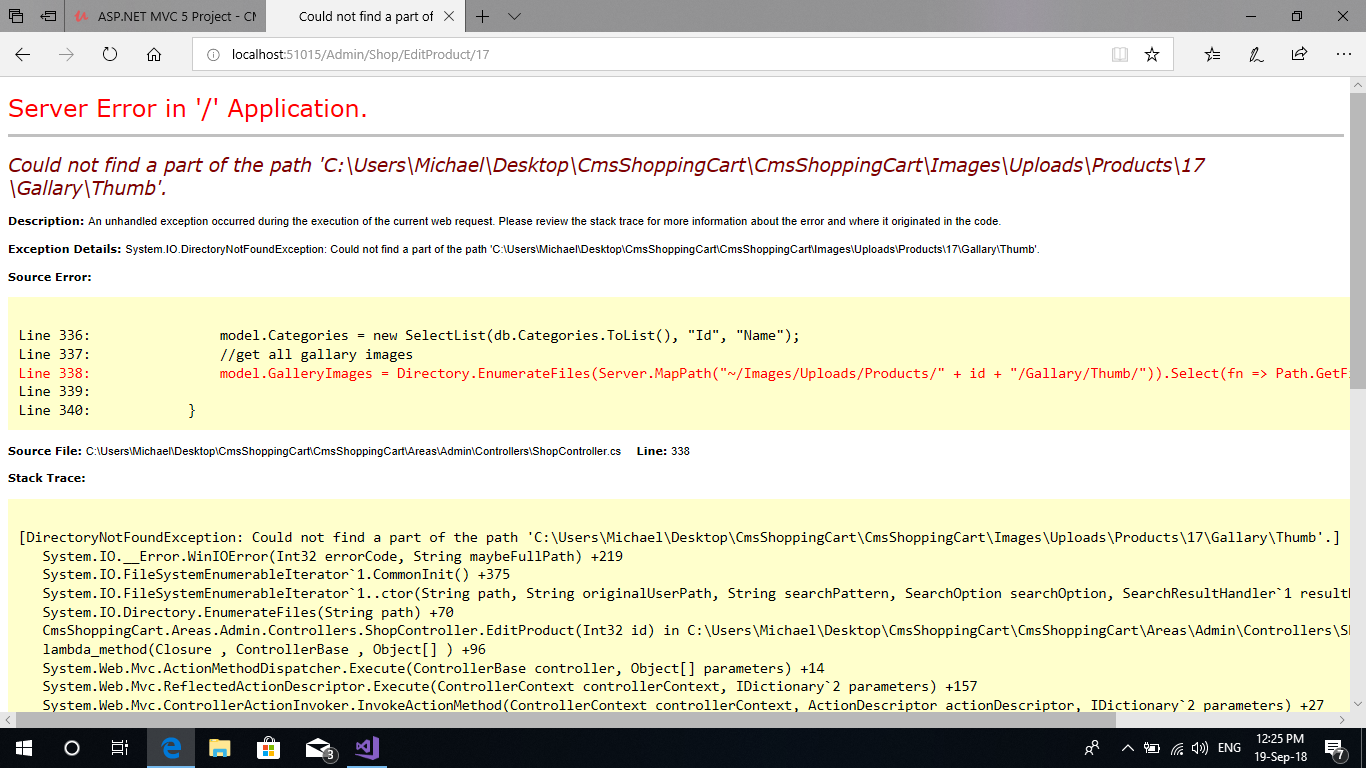 ASP.NET MVC 5 Project - CM
Could not find a part of
localhost:51015/Admin/Shop/EditProduct/17
Server Error in '/' Application.
Could not find a part of the path 'C:\Users\Michael\Desktop\CmsShoppingCart\CmsShoppingCart\Images\Uploads\Products\17
\Gallary\Thumb'.
Description: An unhandled exception occurred during the execution of the current web request. Please review the stack trace for more information about the error and where it originated in the code.
Exception Details: System.IO.DirectoryNotFoundException: Could not find a part of the path 'C:\Users\Michael\Desktop\CmsShoppingCart\CmsShoppingCart\Images\Uploads\Products\17\Gallary\Thumb'.
Source Error:
Line 336: model.Categories = new SelectList(db.Categories.ToList(), "Id", "Name");
Line 337: //get all gallary images
Line 338: model.GalleryImages = Directory.EnumerateFiles(Server.MapPath("~/Images/Uploads/Products/" + id + "/Gallary/Thumb/")).Select(fn => Path.GetFi
Line 339:
Line 340: }
Source File: C:\Users\Michael\Desktop\CmsShoppingCart\CmsShoppingCart\Areas\Admin\Controllers\ShopController.cs Line: 338
Stack Trace:
[DirectoryNotFoundException: Could not find a part of the path 'C:\Users\Michael\Desktop\CmsShoppingCart\CmsShoppingCart\Images\Uploads\Products\17\Gallary\Thumb'.]
System.IO.__Error.WinIOError(Int32 errorCode, String maybeFullPath) +219
System.IO.FileSystemEnumerableIterator`1.CommonInit() +375
System.IO.FileSystemEnumerableIterator`1..ctor(String path, String originalUserPath, String searchPattern, SearchOption searchOption, SearchResultHandler`1 result
System.IO.Directory.EnumerateFiles(String path) +70
CmsShoppingCart.Areas.Admin.Controllers.ShopController.EditProduct(Int32 id) in C:\Users\Michael\Desktop\CmsShoppingCart\CmsShoppingCart\Areas\Admin\Controllers\S
lambda_method(Closure , ControllerBase , Object[] ) +96
System.Web.Mvc.ActionMethodDispatcher.Execute(ControllerBase controller, Object[] parameters) +14
System.Web.Mvc.ReflectedActionDescriptor.Execute(ControllerContext controllerContext, IDictionary`2 parameters) +157
System.Web.Mvc.ControllerActionInvoker.InvokeActionMethod(ControllerContext controllerContext, ActionDescriptor actionDescriptor, IDictionary`2 parameters) +27
3
ENG
12:25 PM
19-Sep-18
7